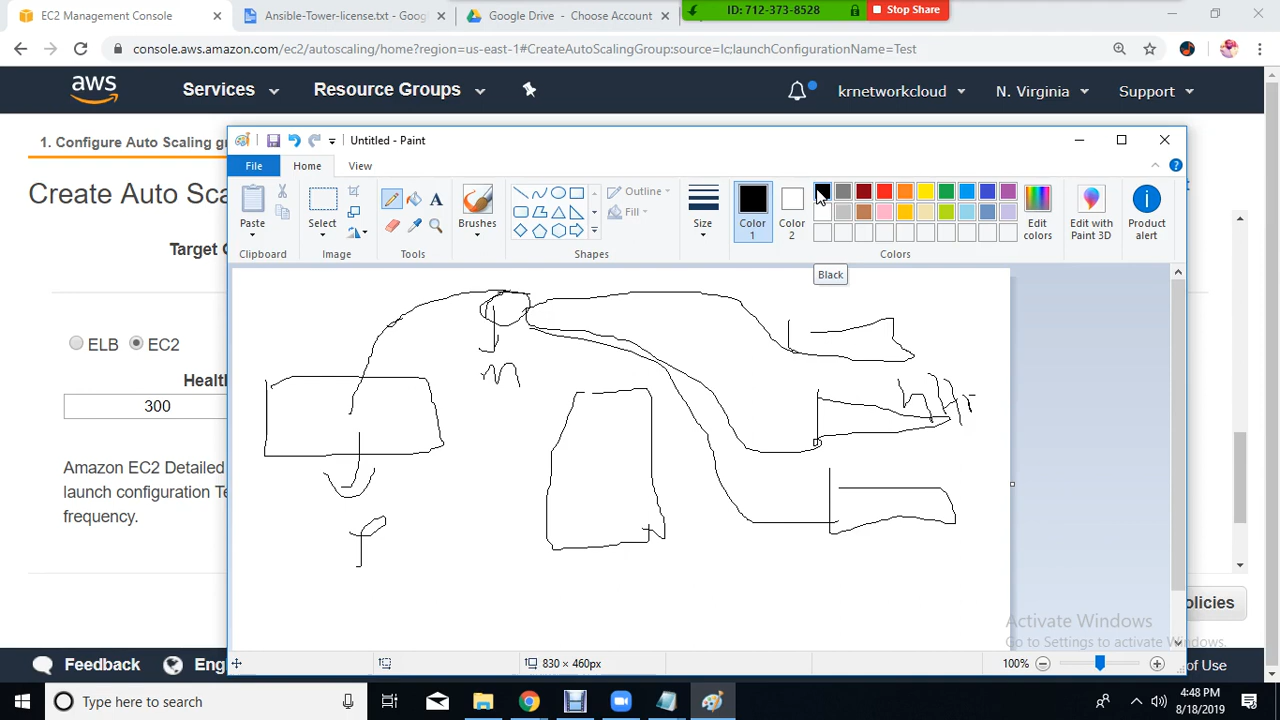 EC2 Management Console
Ansible-Tower-license.txt - Goog
Google Drive - Choose Account
ID: 712-373-8528
Stop Share
console.aws.amazon.com/ec2/autoscaling/home?region=us-east-1#CreateAutoScalingGroup:source=lc;launchConfigurationName=Test
aws
Services
Resource Groups
krnetworkcloud
N. Virginia
Support
1. Configure Auto Scaling gr
Create Auto Sca
Target
ELB
EC2
Healt
300
Amazon EC2 Detailed
launch configuration Te
frequency.
olicies
Feedback
Eng
of Use
Untitled - Paint
File
Home
View
Paste
Clipboard
Select
Image
Tools
Brushes
Outline
Fill
Shapes
Size
Color 1
Color 2
Edit colors
Colors
Edit with Paint 3D
Product alert
Black
830 × 460px
100%
Activate Windows
Go to Settings to activate Windows.
Type here to search
4:48 PM
8/18/2019